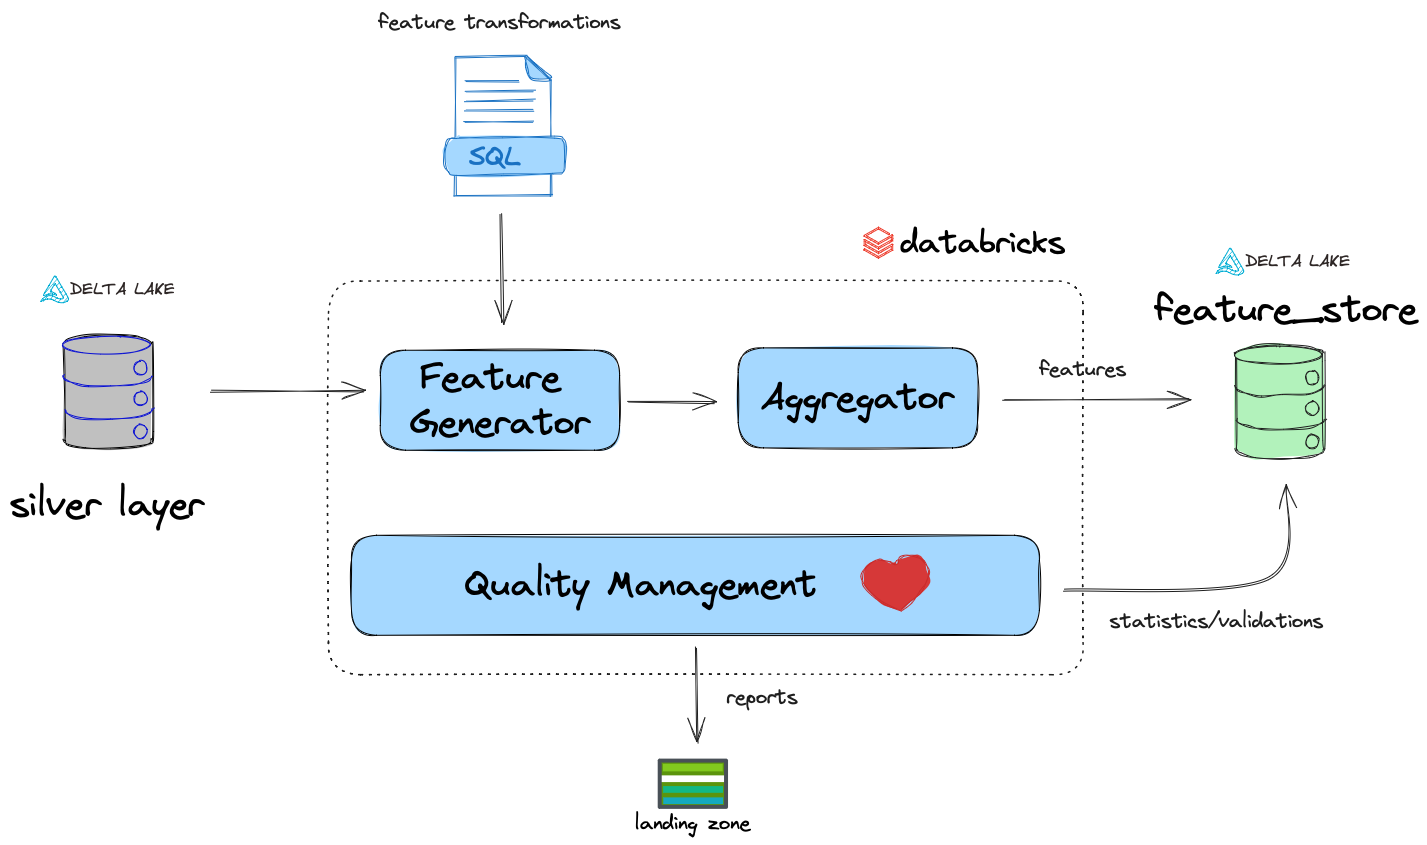 feature transformations
SQL
databricks
DELTA LAKE
DELTA LAKE
feature_store
Feature
Generator
Aggregator
features
silver layer
Quality Management
statistics/validations
reports
landing zone